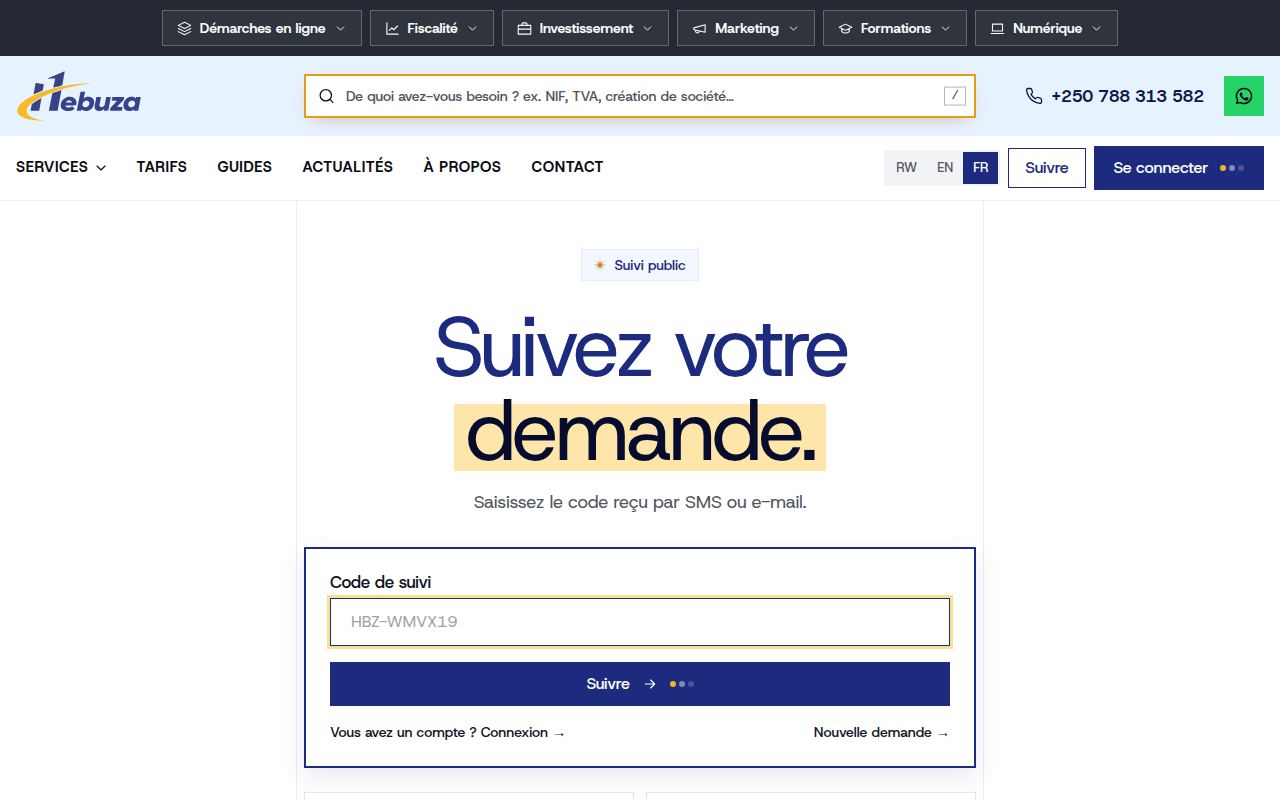 Démarches en ligne
Fiscalité
Investissement
Marketing
Formations
Numérique
Hebuza
De quoi avez-vous besoin ? ex. NIF, TVA, création de société…
/
+250 788 313 582
SERVICES
TARIFS
GUIDES
ACTUALITÉS
À PROPOS
CONTACT
RW
EN
FR
Suivre
Se connecter
Suivi public
Suivez votre
demande.
Saisissez le code reçu par SMS ou e-mail.
Code de suivi
HBZ-WMVX19
Suivre →
Vous avez un compte ? Connexion →
Nouvelle demande →